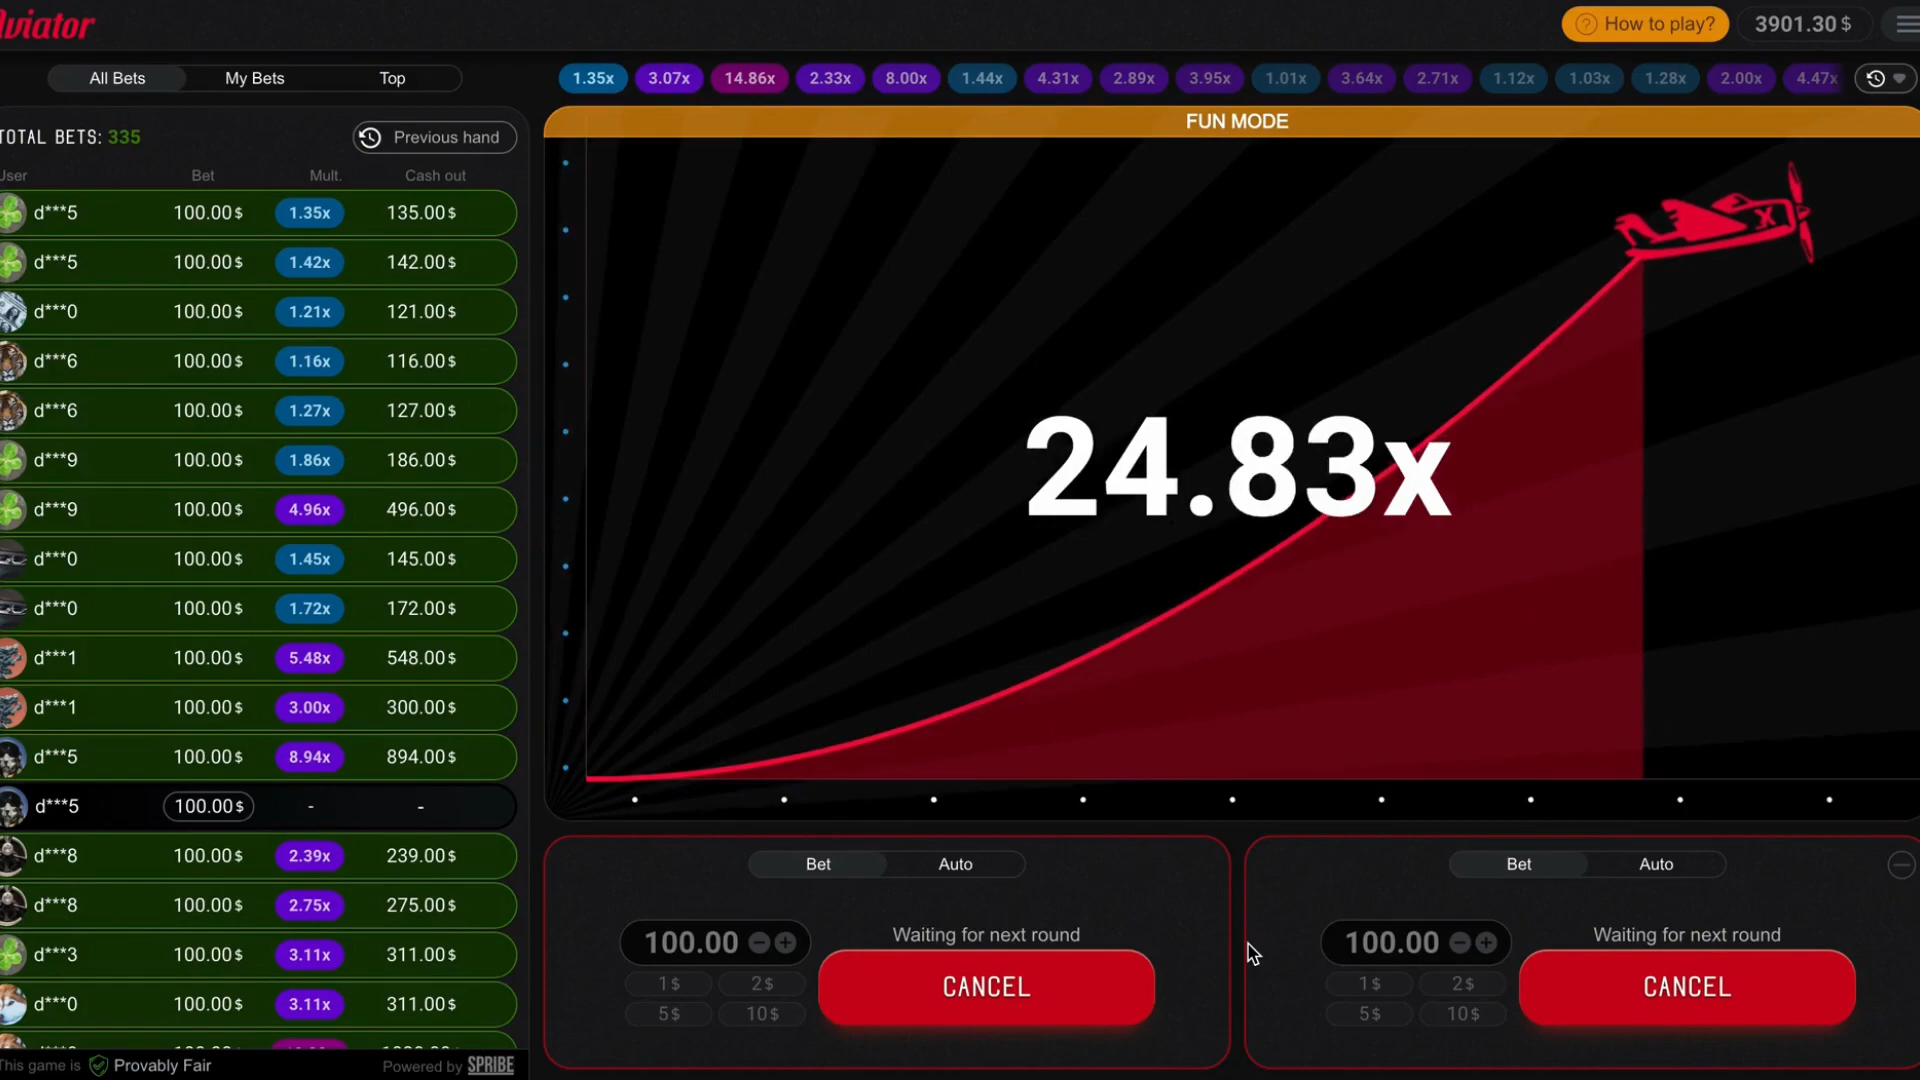 Aviator
How to play?
3901.30 $
All Bets My Bets Top
1.35x 3.07x 14.86x 2.33x 8.00x 1.44x 4.31x 2.89x 3.95x 1.01x 3.64x 2.71x 1.12x 1.03x 1.28x 2.00x 4.47x
TOTAL BETS: 335
Previous hand
FUN MODE
User Bet Mult. Cash out
d***5 100.00$ 1.35x 135.00$
d***5 100.00$ 1.42x 142.00$
d***0 100.00$ 1.21x 121.00$
d***6 100.00$ 1.16x 116.00$
d***6 100.00$ 1.27x 127.00$
d***9 100.00$ 1.86x 186.00$
d***9 100.00$ 4.96x 496.00$
d***0 100.00$ 1.45x 145.00$
d***0 100.00$ 1.72x 172.00$
d***1 100.00$ 5.48x 548.00$
d***1 100.00$ 3.00x 300.00$
d***5 100.00$ 8.94x 894.00$
d***5 100.00$ - -
d***8 100.00$ 2.39x 239.00$
d***8 100.00$ 2.75x 275.00$
d***3 100.00$ 3.11x 311.00$
d***0 100.00$ 3.11x 311.00$
This game is Provably Fair
Powered by SPRIBE
X
24.83x
Bet Auto
100.00
1$ 2$
5$ 10$
Waiting for next round
CANCEL
Bet Auto
100.00
1$ 2$
5$ 10$
Waiting for next round
CANCEL